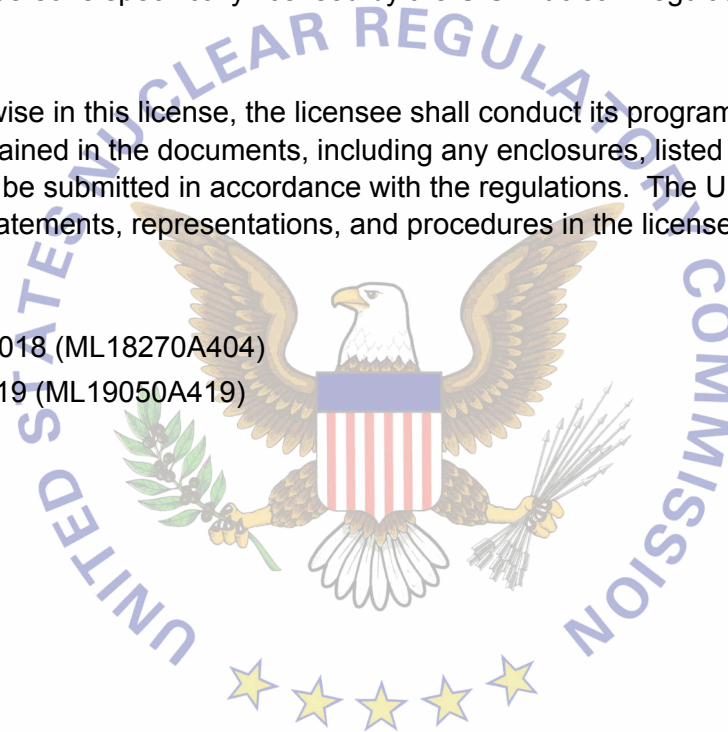 wise in this license, the licensee shall conduct its program
tained in the documents, including any enclosures, listed
be submitted in accordance with the regulations. The U
atements, representations, and procedures in the license
018 (ML18270A404)
19 (ML19050A419)
UNITED STATES NUCLEAR REGULATORY COMMISSION